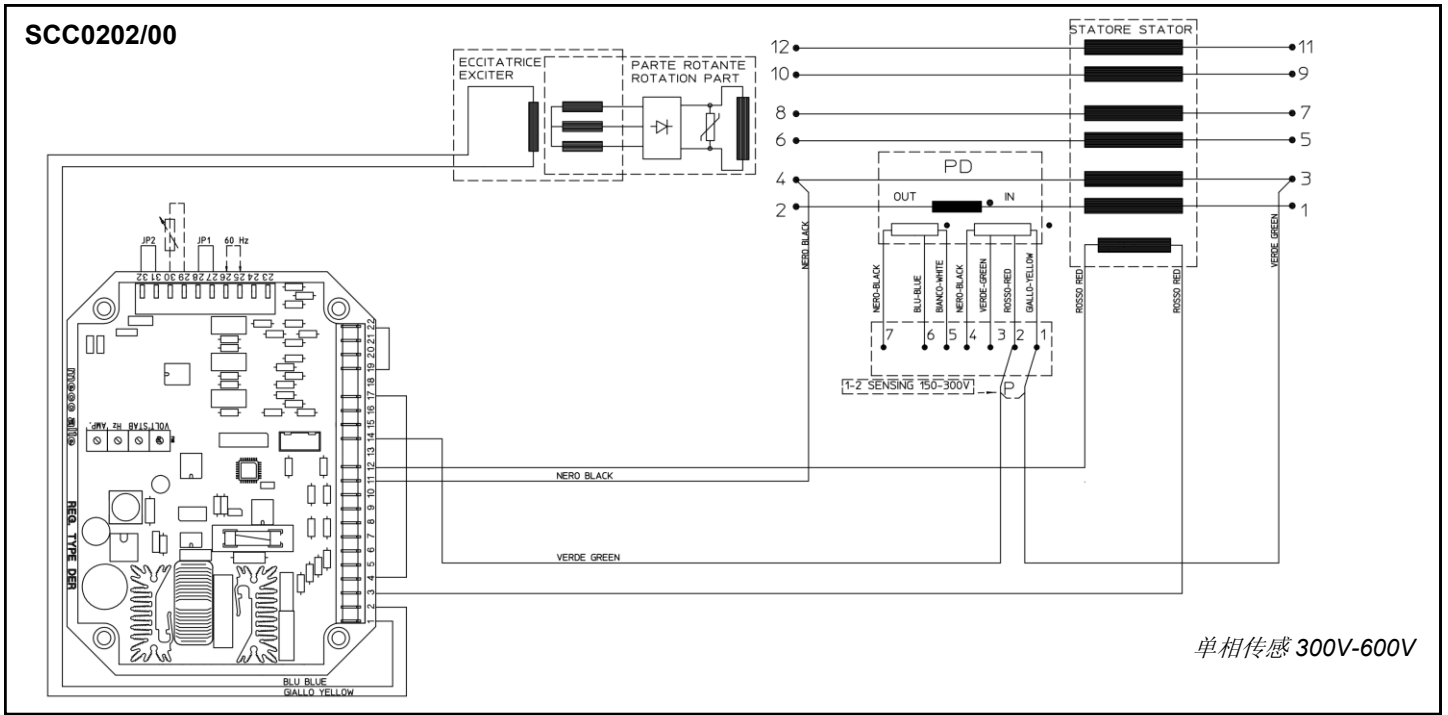 SCC0202/00
STATORE STATOR
12
11
ECCITATRICE
EXCITER
PARTE ROTANTE
ROTATION PART
10
9
8
7
6
5
PD
4
3
OUT
IN
2
1
NERO BLACK
VERDE GREEN
JP2
JP1
60 Hz
32 31 30 29 28 27 26 25 24 23
NERO-BLACK
BLU-BLUE
BIANCO-WHITE
NERO-BLACK
VERDE-GREEN
ROSSO-RED
GIALLO-YELLOW
ROSSO RED
ROSSO RED
7
6
5
4
3
2
1
1-2 SENSING 150-300V
P
22
21
20
19
18
17
16
15
14
13
12
11
10
9
8
7
6
5
4
3
2
1
mecc alte
AMP.
Hz
STAB
VOLT
REG. TYPE DER
NERO BLACK
VERDE GREEN
单相传感 300V-600V
BLU BLUE
GIALLO YELLOW